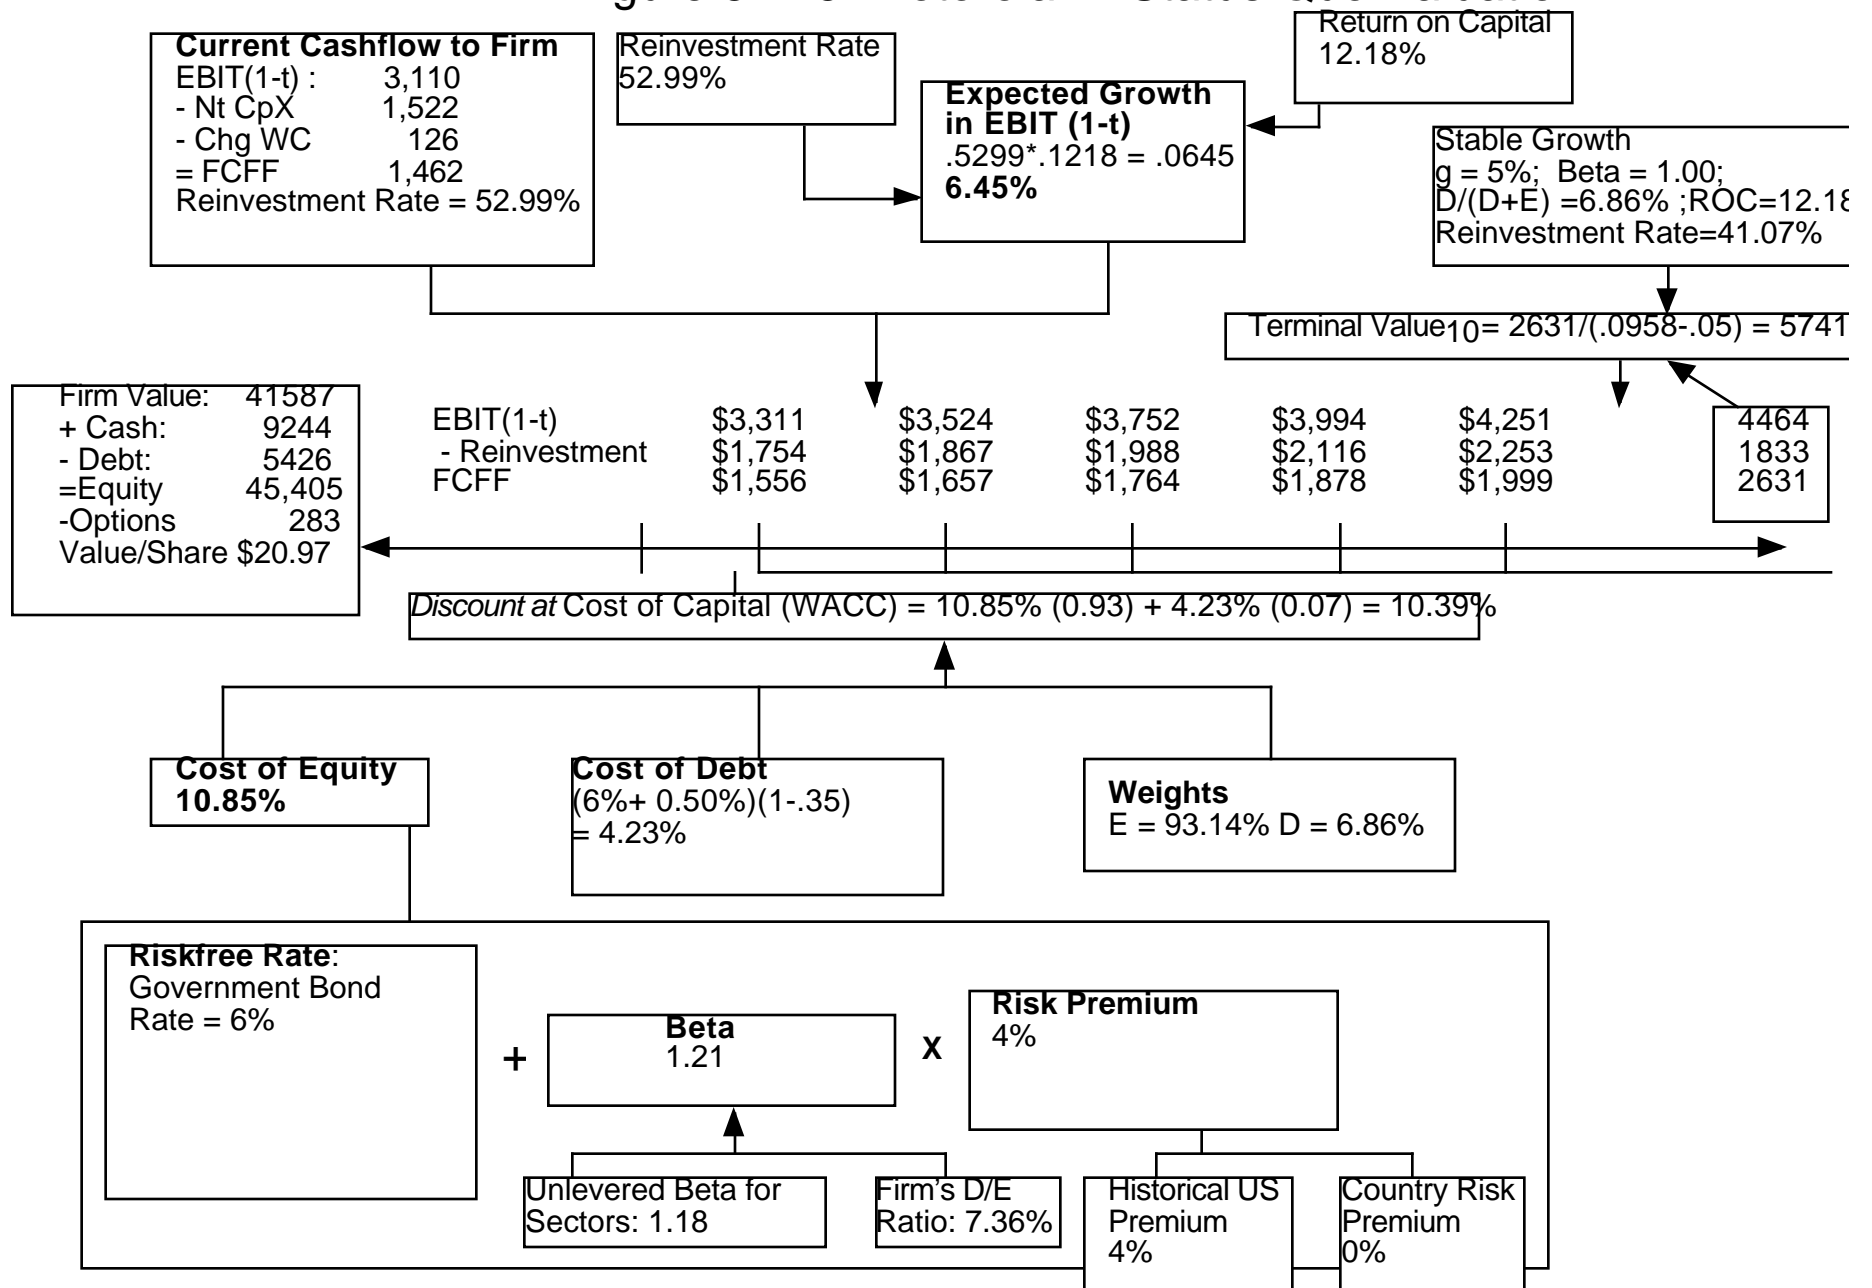 Current Cashflow to Firm
EBIT(1-t) : 3,110
- Nt CpX 1,522
- Chg WC 126
= FCFF 1,462
Reinvestment Rate = 52.99%
Reinvestment Rate
52.99%
Expected Growth
in EBIT (1-t)
.5299*.1218 = .0645
6.45%
Return on Capital
12.18%
Stable Growth
g = 5%; Beta = 1.00;
D/(D+E) =6.86% ;ROC=12.18
Reinvestment Rate=41.07%
Terminal Value10= 2631/(.0958-.05) = 5741
Firm Value: 41587
+ Cash: 9244
- Debt: 5426
=Equity 45,405
-Options 283
Value/Share $20.97
EBIT(1-t) $3,311 $3,524 $3,752 $3,994 $4,251 4464
- Reinvestment $1,754 $1,867 $1,988 $2,116 $2,253 1833
FCFF $1,556 $1,657 $1,764 $1,878 $1,999 2631
Discount at Cost of Capital (WACC) = 10.85% (0.93) + 4.23% (0.07) = 10.39%
Cost of Equity
10.85%
Cost of Debt
(6%+ 0.50%)(1-.35)
= 4.23%
Weights
E = 93.14% D = 6.86%
Riskfree Rate:
Government Bond
Rate = 6%
+
Beta
1.21
X
Risk Premium
4%
Unlevered Beta for
Sectors: 1.18
Firm's D/E
Ratio: 7.36%
Historical US
Premium
4%
Country Risk
Premium
0%